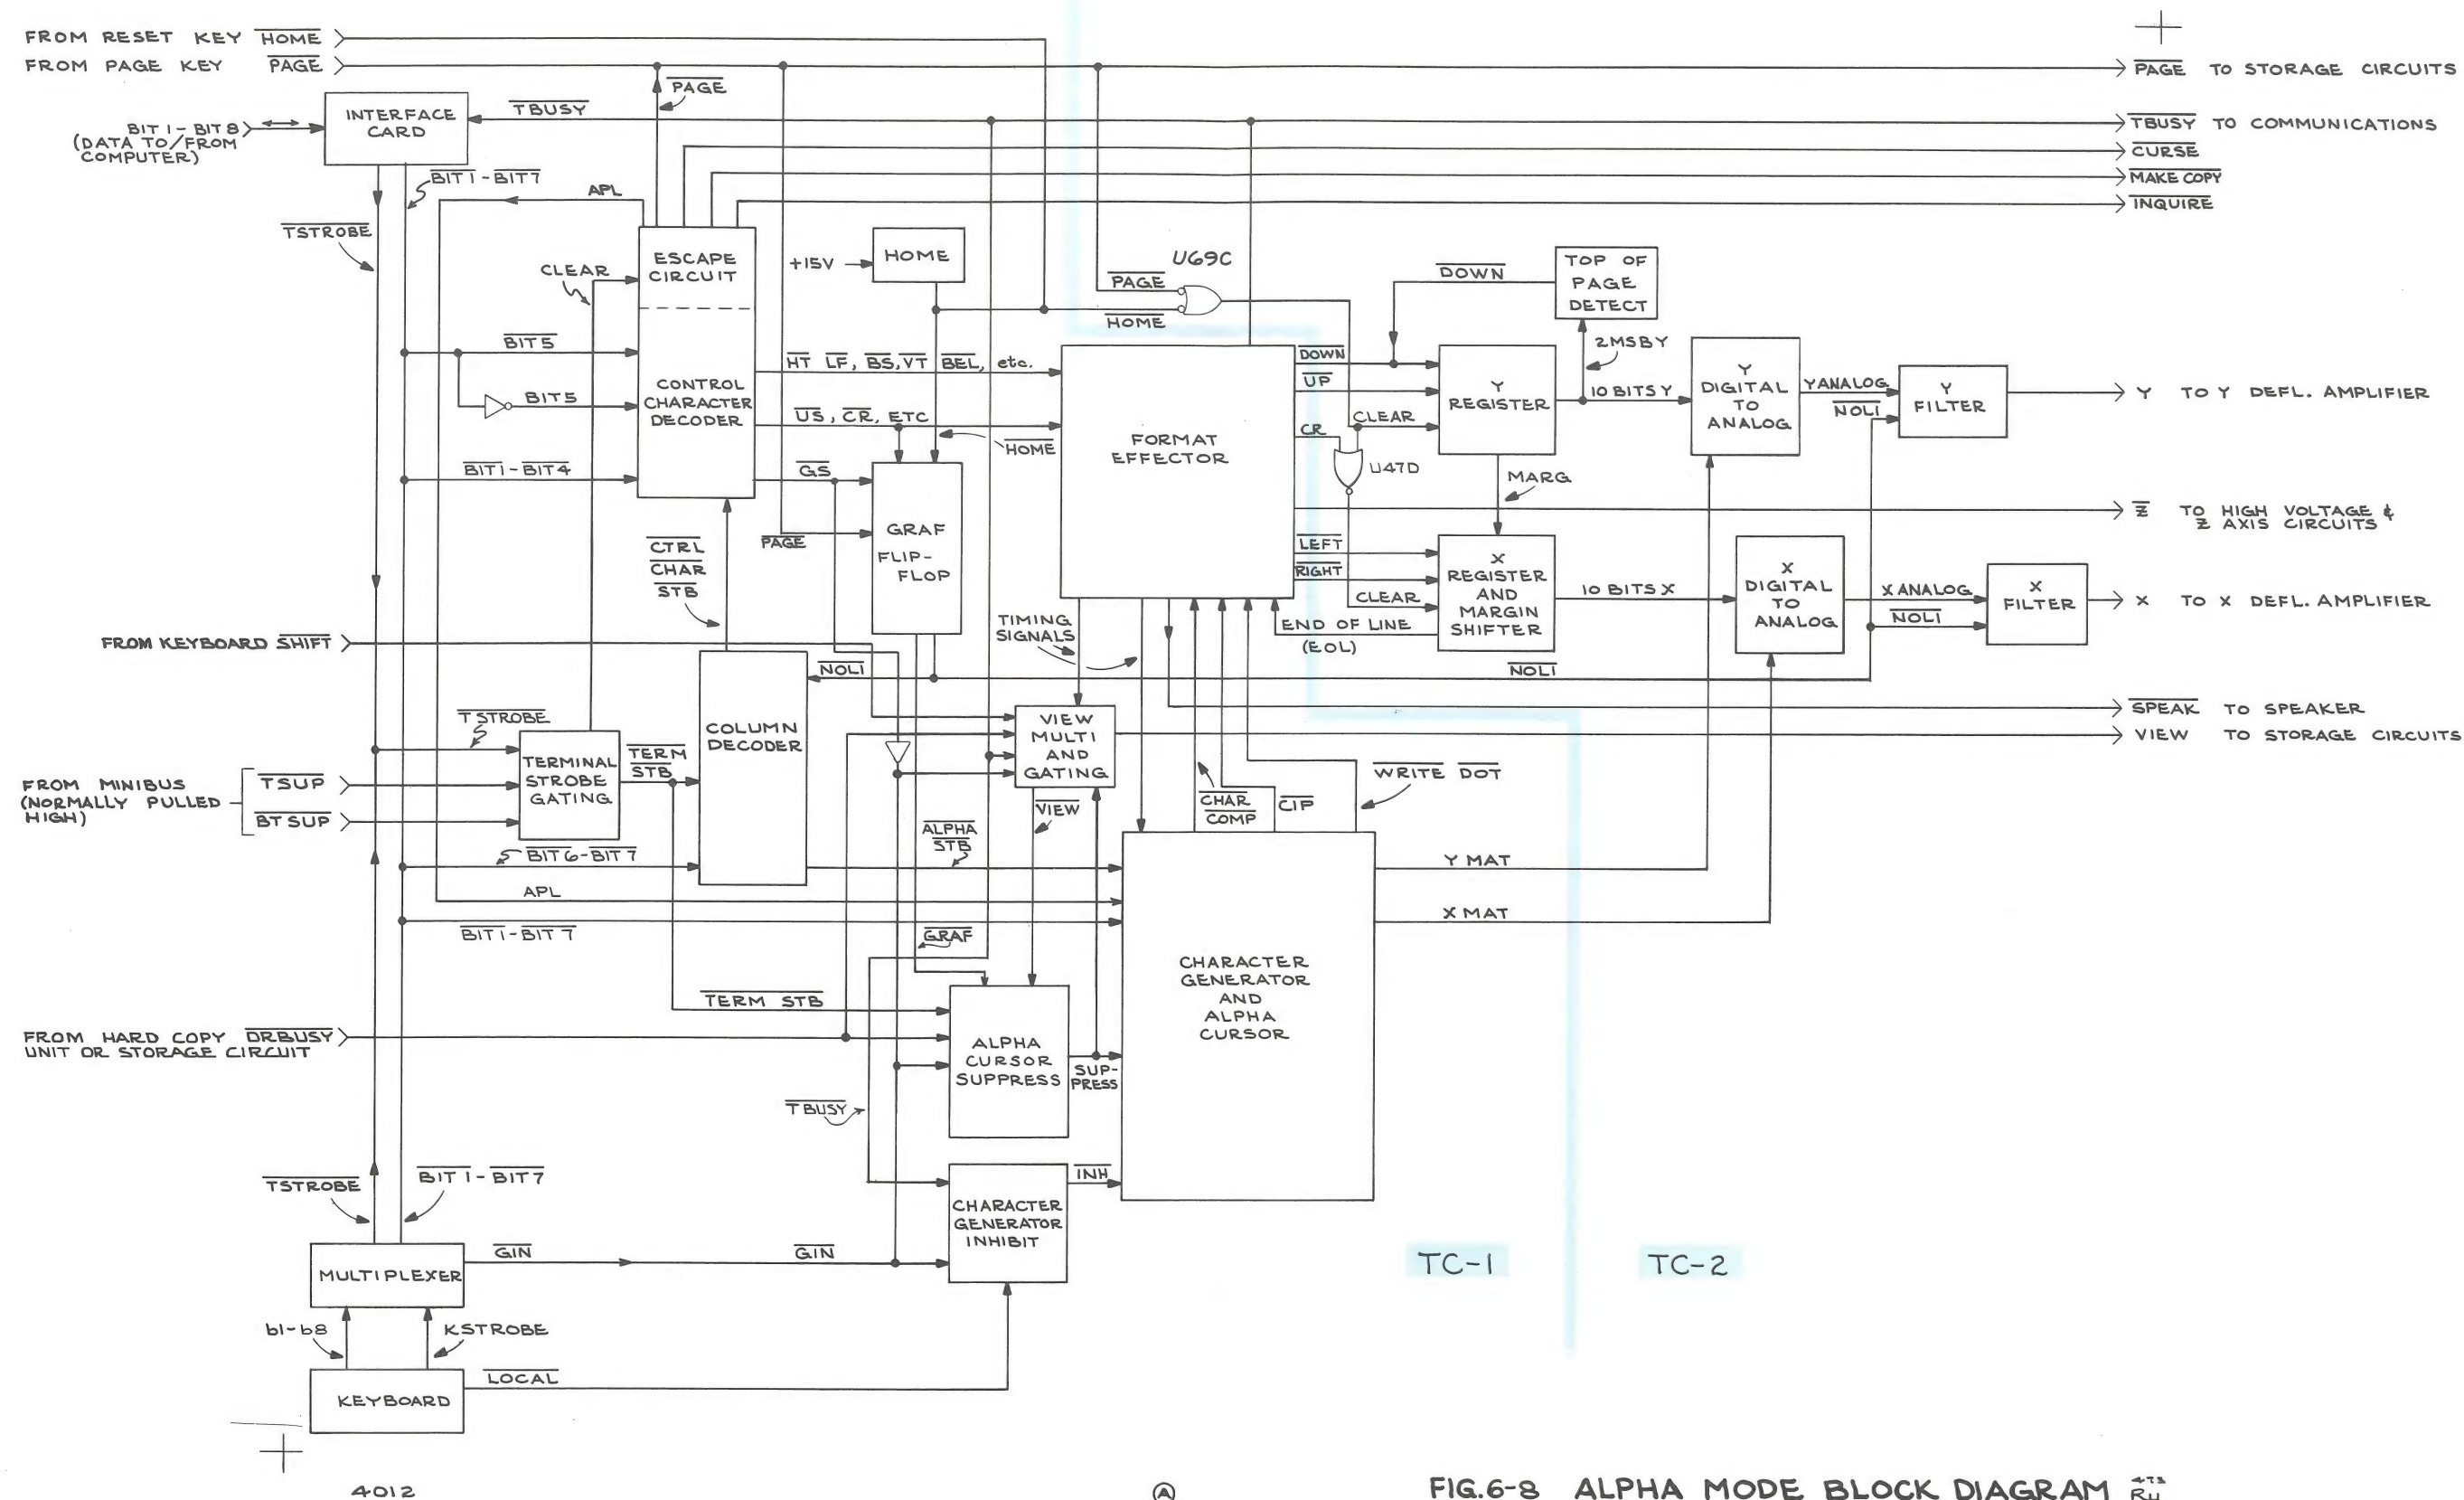 FROM RESET KEY HOME
FROM PAGE KEY PAGE
PAGE TO STORAGE CIRCUITS
PAGE
INTERFACE
CARD
TBUSY
TBUSY TO COMMUNICATIONS
BIT 1 - BIT 8
(DATA TO/FROM
COMPUTER)
CURSE
BIT 1 - BIT 7
MAKE COPY
APL
INQUIRE
TSTROBE
ESCAPE
CIRCUIT
CLEAR
+15V
HOME
U69C
PAGE
HOME
DOWN
TOP OF
PAGE
DETECT
BIT5
BIT5
CONTROL
CHARACTER
DECODER
HT LF, BS, VT BEL, etc.
US, CR, ETC
HOME
FORMAT
EFFECTOR
DOWN
UP
CR
CLEAR
U47D
Y
REGISTER
2MSBY
10 BITS Y
Y
DIGITAL
TO
ANALOG
Y ANALOG
NOLI
Y
FILTER
Y TO Y DEFL. AMPLIFIER
BIT1 - BIT4
GS
MARG
Z TO HIGH VOLTAGE &
Z AXIS CIRCUITS
GRAF
FLIP-
FLOP
PAGE
CTRL
CHAR
STB
LEFT
RIGHT
CLEAR
END OF LINE
(EOL)
X
REGISTER
AND
MARGIN
SHIFTER
10 BITS X
X
DIGITAL
TO
ANALOG
X ANALOG
NOLI
X
FILTER
X TO X DEFL. AMPLIFIER
TIMING
SIGNALS
FROM KEYBOARD SHIFT
NOLI
NOLI
TSTROBE
COLUMN
DECODER
VIEW
MULTI
AND
GATING
SPEAK TO SPEAKER
VIEW TO STORAGE CIRCUITS
FROM MINIBUS
(NORMALLY PULLED
HIGH)
TSUP
BTSUP
TERMINAL
STROBE
GATING
TERM
STB
VIEW
CHAR
COMP
CIP
WRITE DOT
ALPHA
STB
BIT 6 - BIT 7
Y MAT
APL
X MAT
BIT 1 - BIT 7
GRAF
CHARACTER
GENERATOR
AND
ALPHA
CURSOR
TERM STB
FROM HARD COPY DRBUSY
UNIT OR STORAGE CIRCUIT
ALPHA
CURSOR
SUPPRESS
SUP-
PRESS
TBUSY
TSTROBE
BIT 1 - BIT 7
INH
CHARACTER
GENERATOR
INHIBIT
GIN
GIN
MULTIPLEXER
TC-1
TC-2
b1-b8
KSTROBE
LOCAL
KEYBOARD
4012
A
FIG.6-8 ALPHA MODE BLOCK DIAGRAM